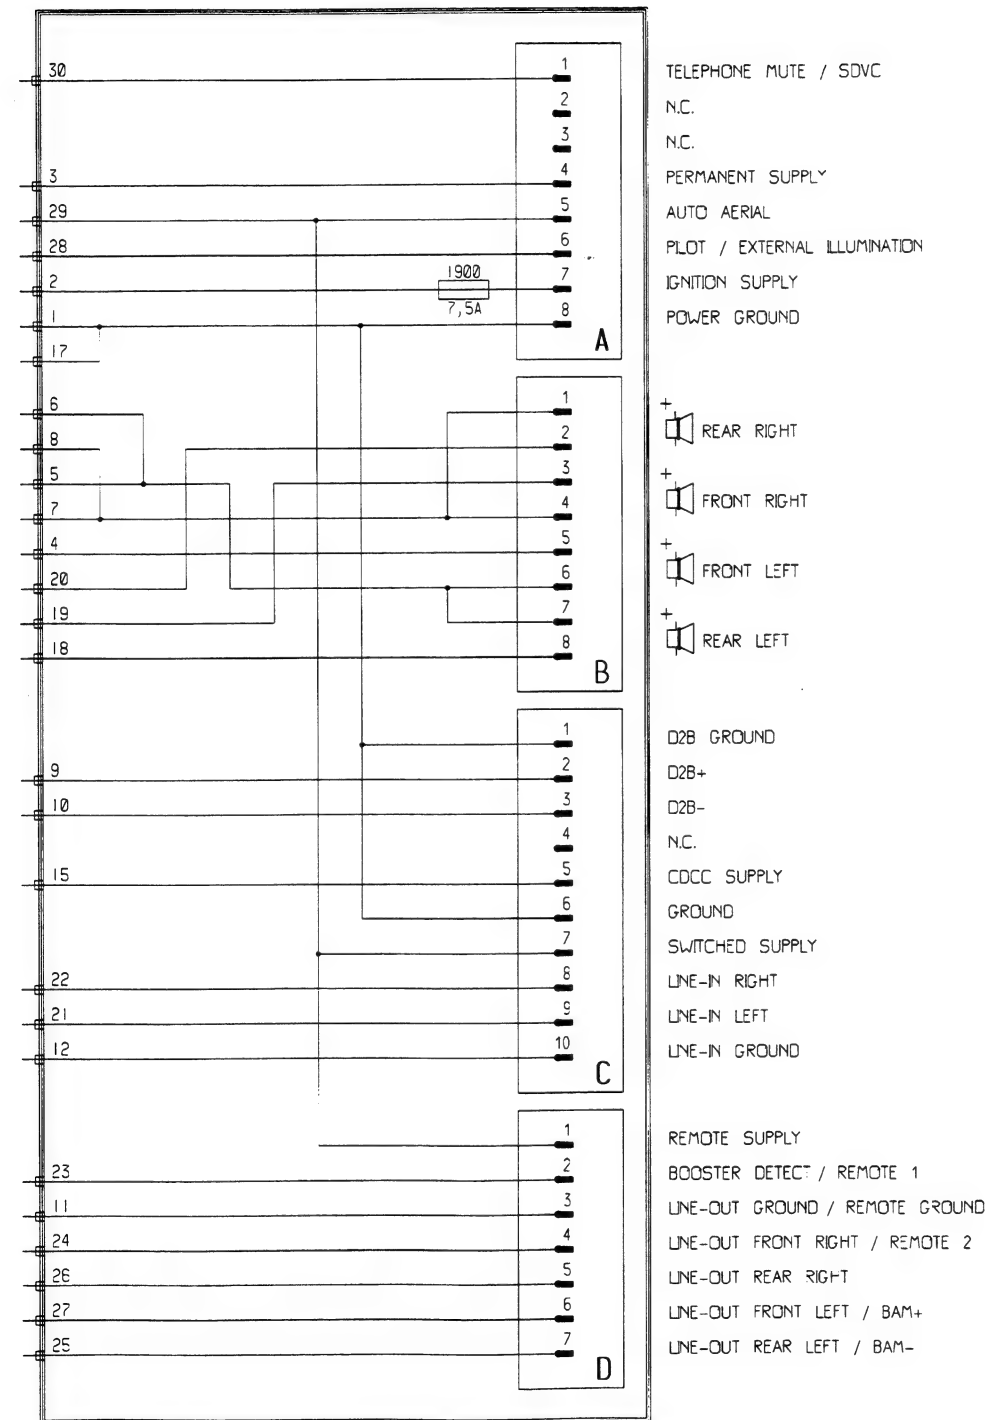 30 1 TELEPHONE MUTE / SDVC
2 N.C.
3 N.C.
3 4 PERMANENT SUPPLY
29 5 AUTO AERIAL
28 6 PILOT / EXTERNAL ILLUMINATION
1900
2 7 IGNITION SUPPLY
7,5A
1 8 POWER GROUND
A
17
6 1 + REAR RIGHT
8 2
5 3 + FRONT RIGHT
7 4
4 5 + FRONT LEFT
20 6
19 7 + REAR LEFT
18 8
B
1 D2B GROUND
9 2 D2B+
10 3 D2B-
4 N.C.
15 5 CDCC SUPPLY
6 GROUND
7 SWITCHED SUPPLY
22 8 LINE-IN RIGHT
21 9 LINE-IN LEFT
12 10 LINE-IN GROUND
C
1 REMOTE SUPPLY
23 2 BOOSTER DETECT / REMOTE 1
11 3 LINE-OUT GROUND / REMOTE GROUND
24 4 LINE-OUT FRONT RIGHT / REMOTE 2
26 5 LINE-OUT REAR RIGHT
27 6 LINE-OUT FRONT LEFT / BAM+
25 7 LINE-OUT REAR LEFT / BAM-
D